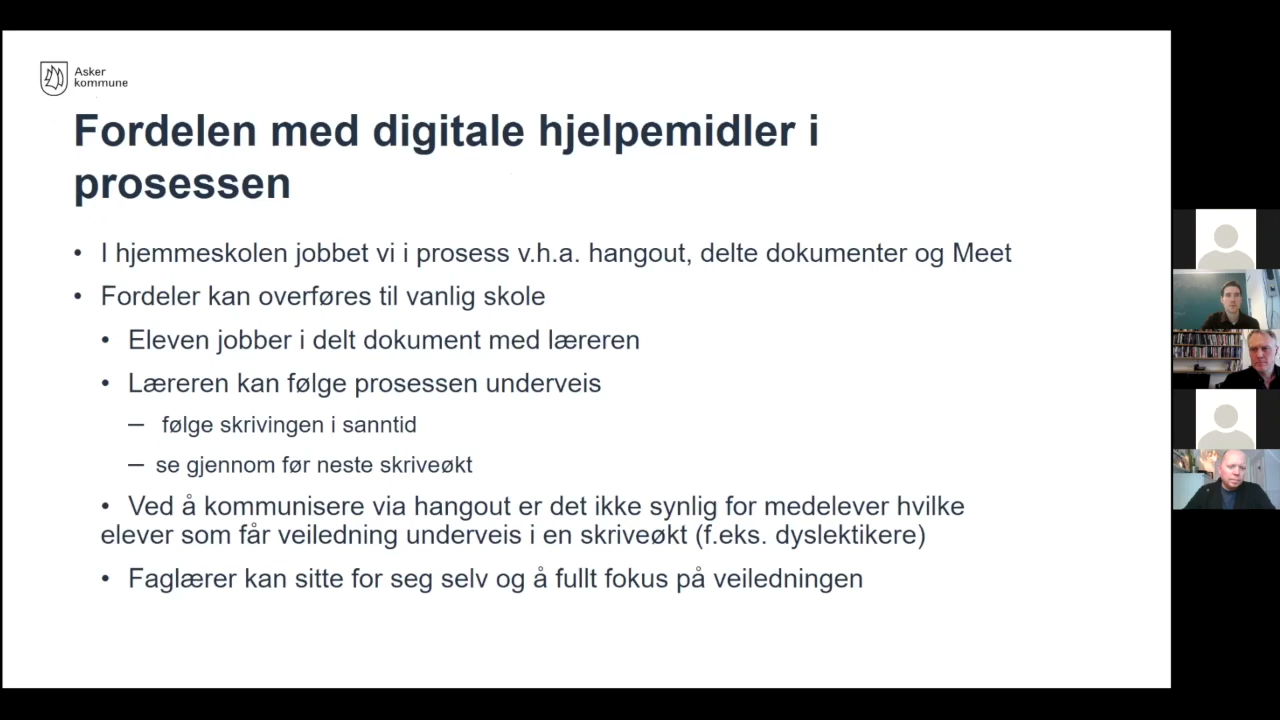 Asker
kommune
Fordelen med digitale hjelpemidler i
prosessen
• I hjemmeskolen jobbet vi i prosess v.h.a. hangout, delte dokumenter og Meet
• Fordeler kan overføres til vanlig skole
• Eleven jobber i delt dokument med læreren
• Læreren kan følge prosessen underveis
– følge skrivingen i sanntid
– se gjennom før neste skriveøkt
• Ved å kommunisere via hangout er det ikke synlig for medelever hvilke
elever som får veiledning underveis i en skriveøkt (f.eks. dyslektikere)
• Faglærer kan sitte for seg selv og å fullt fokus på veiledningen